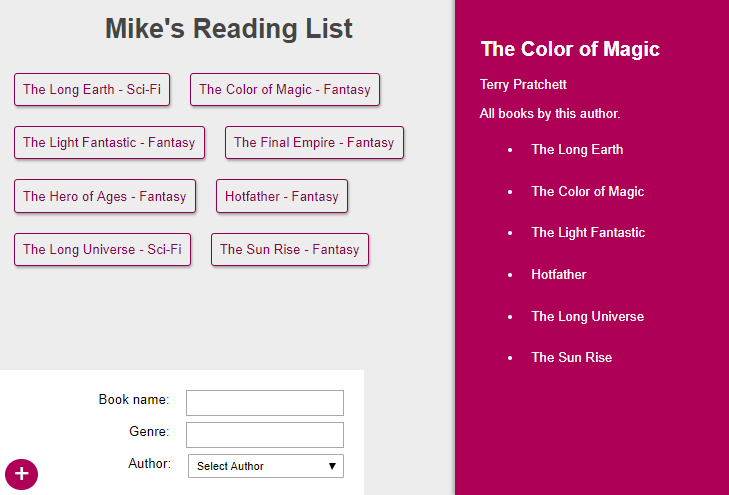 Mike's Reading List
The Long Earth - Sci-Fi
The Color of Magic - Fantasy
The Light Fantastic - Fantasy
The Final Empire - Fantasy
The Hero of Ages - Fantasy
Hotfather - Fantasy
The Long Universe - Sci-Fi
The Sun Rise - Fantasy
Book name:
Genre:
Author:
Select Author
+
The Color of Magic
Terry Pratchett
All books by this author.
• The Long Earth
• The Color of Magic
• The Light Fantastic
• Hotfather
• The Long Universe
• The Sun Rise